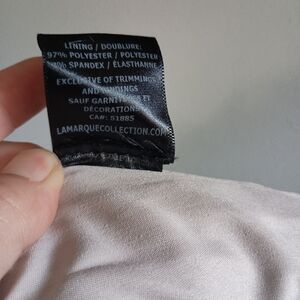 LINING / DOUBLURE:
97% POLYESTER / POLYESTER
3% SPANDEX / ÉLASTHANNE
EXCLUSIVE OF TRIMMINGS
AND FINDINGS
SAUF GARNITURES ET
DÉCORATIONS
CA#: 51885
LAMARQUECOLLECTION.COM